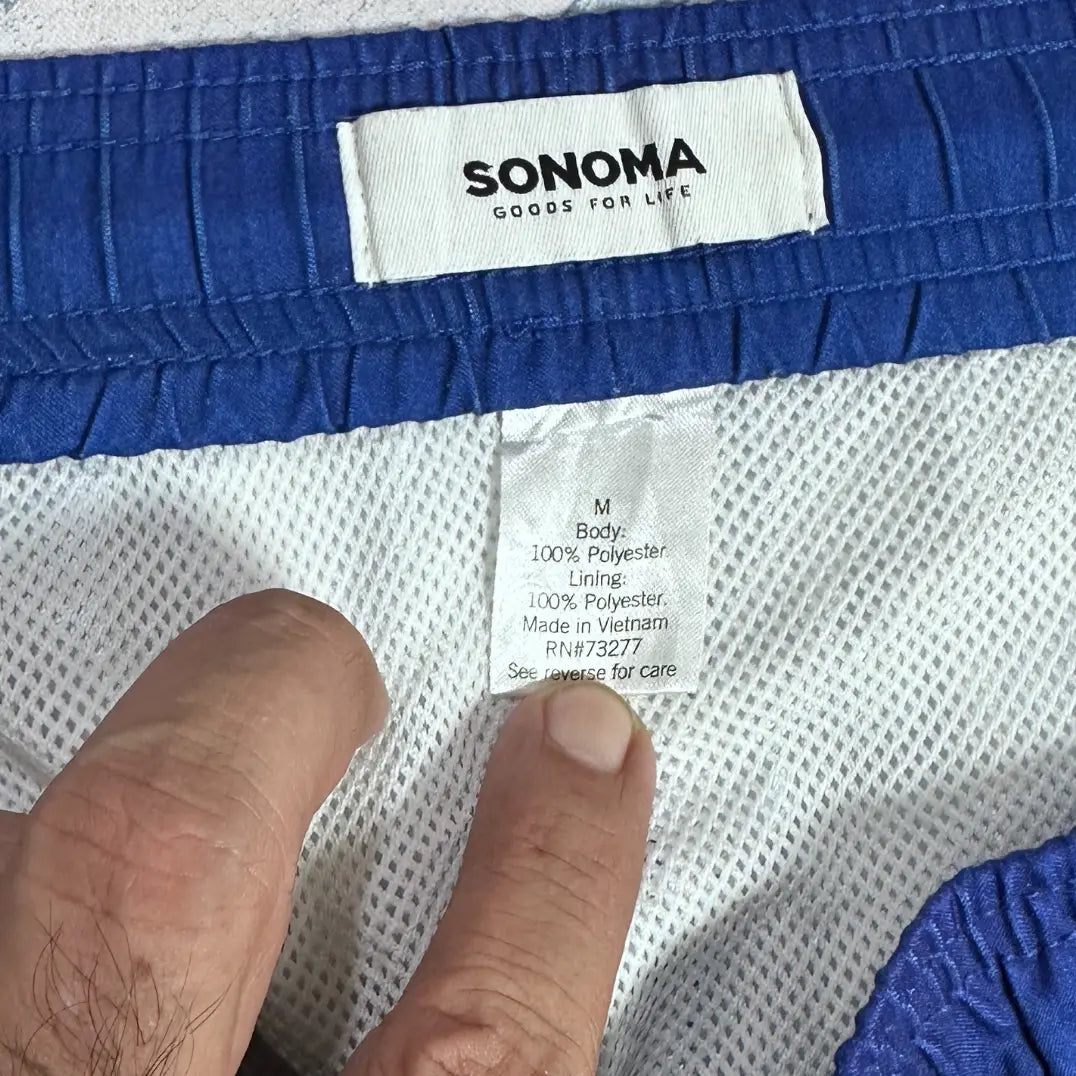 SONOMA
GOODS FOR LIFE
M
Body:
100% Polyester
Lining:
100% Polyester.
Made in Vietnam
RN#73277
See reverse for care